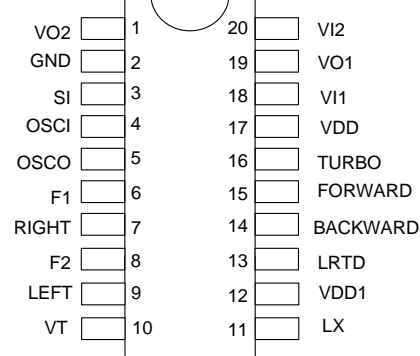 VO2 1 20 VI2
GND 2 19 VO1
SI 3 18 VI1
OSCI 4 17 VDD
OSCO 5 16 TURBO
F1 6 15 FORWARD
RIGHT 7 14 BACKWARD
F2 8 13 LRTD
LEFT 9 12 VDD1
VT 10 11 LX